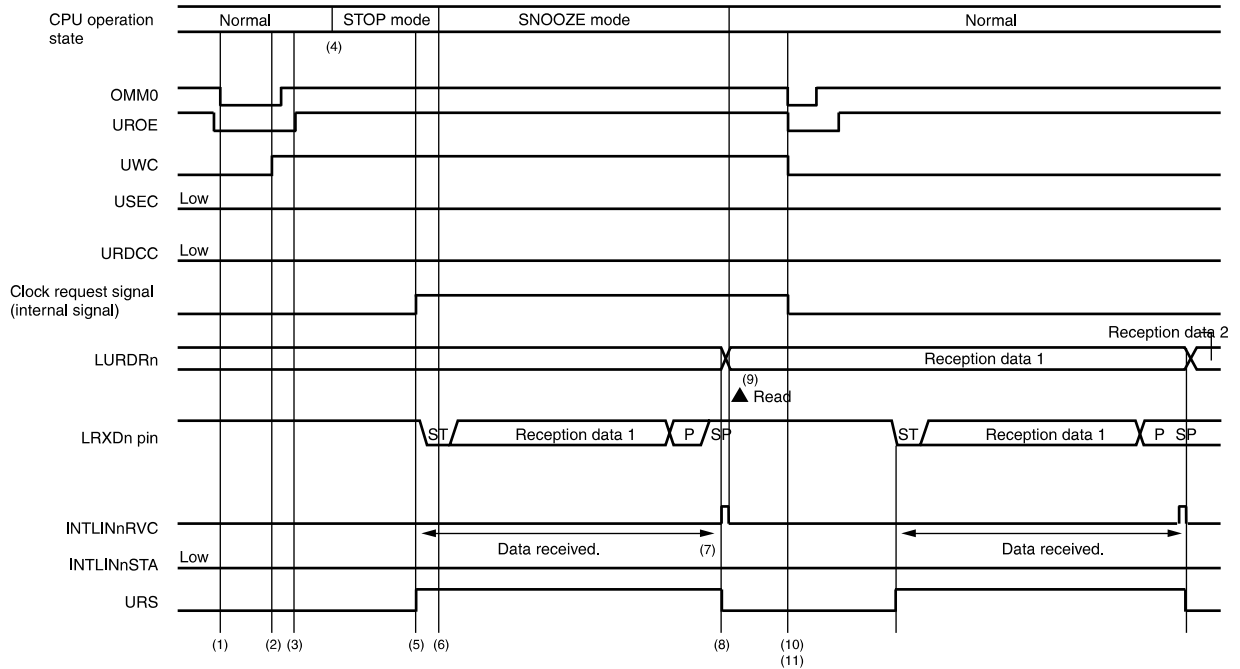 CPU operation
state
Normal
STOP mode
SNOOZE mode
Normal
(4)
OMM0
UROE
UWC
USEC
Low
URDCC
Low
Clock request signal
(internal signal)
Reception data 2
LURDRn
Reception data 1
(9)
▲ Read
LRXDn pin
ST
Reception data 1
P
SP
ST
Reception data 1
P
SP
INTLINnRVC
Data received.
(7)
Data received.
INTLINnSTA
Low
URS
(1)
(2)
(3)
(5)
(6)
(8)
(10)
(11)